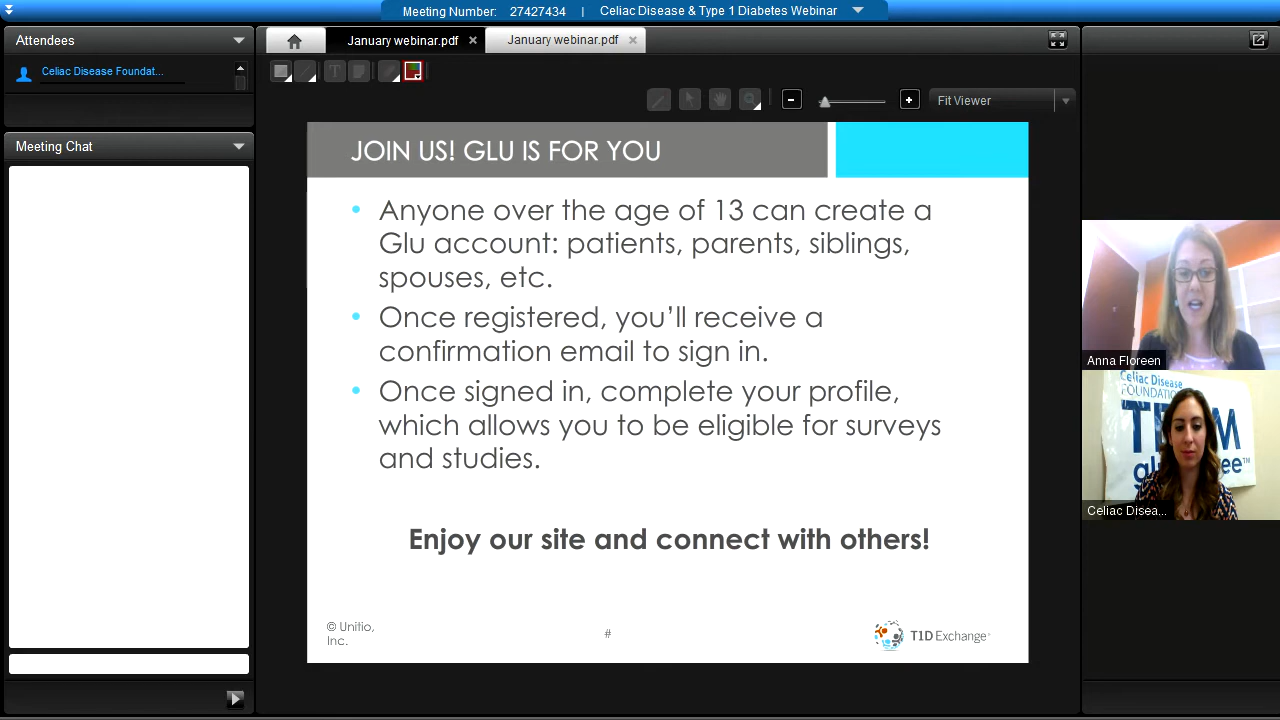 Meeting Number: 27427434 | Celiac Disease & Type 1 Diabetes Webinar
Attendees
Celiac Disease Foundat...
Meeting Chat
January webinar.pdf
January webinar.pdf
T
Fit Viewer
JOIN US! GLU IS FOR YOU
• Anyone over the age of 13 can create a
Glu account: patients, parents, siblings,
spouses, etc.
• Once registered, you’ll receive a
confirmation email to sign in.
• Once signed in, complete your profile,
which allows you to be eligible for surveys
and studies.
Enjoy our site and connect with others!
© Unitio,
Inc.
#
T1D Exchange
Anna Floreen
Celiac Disease
FOUNDATION
Celiac Disea...